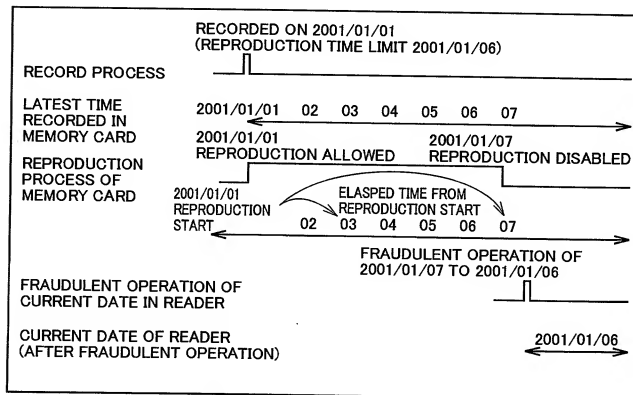 RECORDED ON 2001/01/01
(REPRODUCTION TIME LIMIT 2001/01/06)
RECORD PROCESS
LATEST TIME
RECORDED IN
MEMORY CARD
2001/01/01 02 03 04 05 06 07
2001/01/01
REPRODUCTION ALLOWED
2001/01/07
REPRODUCTION DISABLED
REPRODUCTION
PROCESS OF
MEMORY CARD
2001/01/01
REPRODUCTION
START
ELASPED TIME FROM
REPRODUCTION START
02 03 04 05 06 07
FRAUDULENT OPERATION OF
2001/01/07 TO 2001/01/06
FRAUDULENT OPERATION OF
CURRENT DATE IN READER
CURRENT DATE OF READER
(AFTER FRAUDULENT OPERATION)
2001/01/06